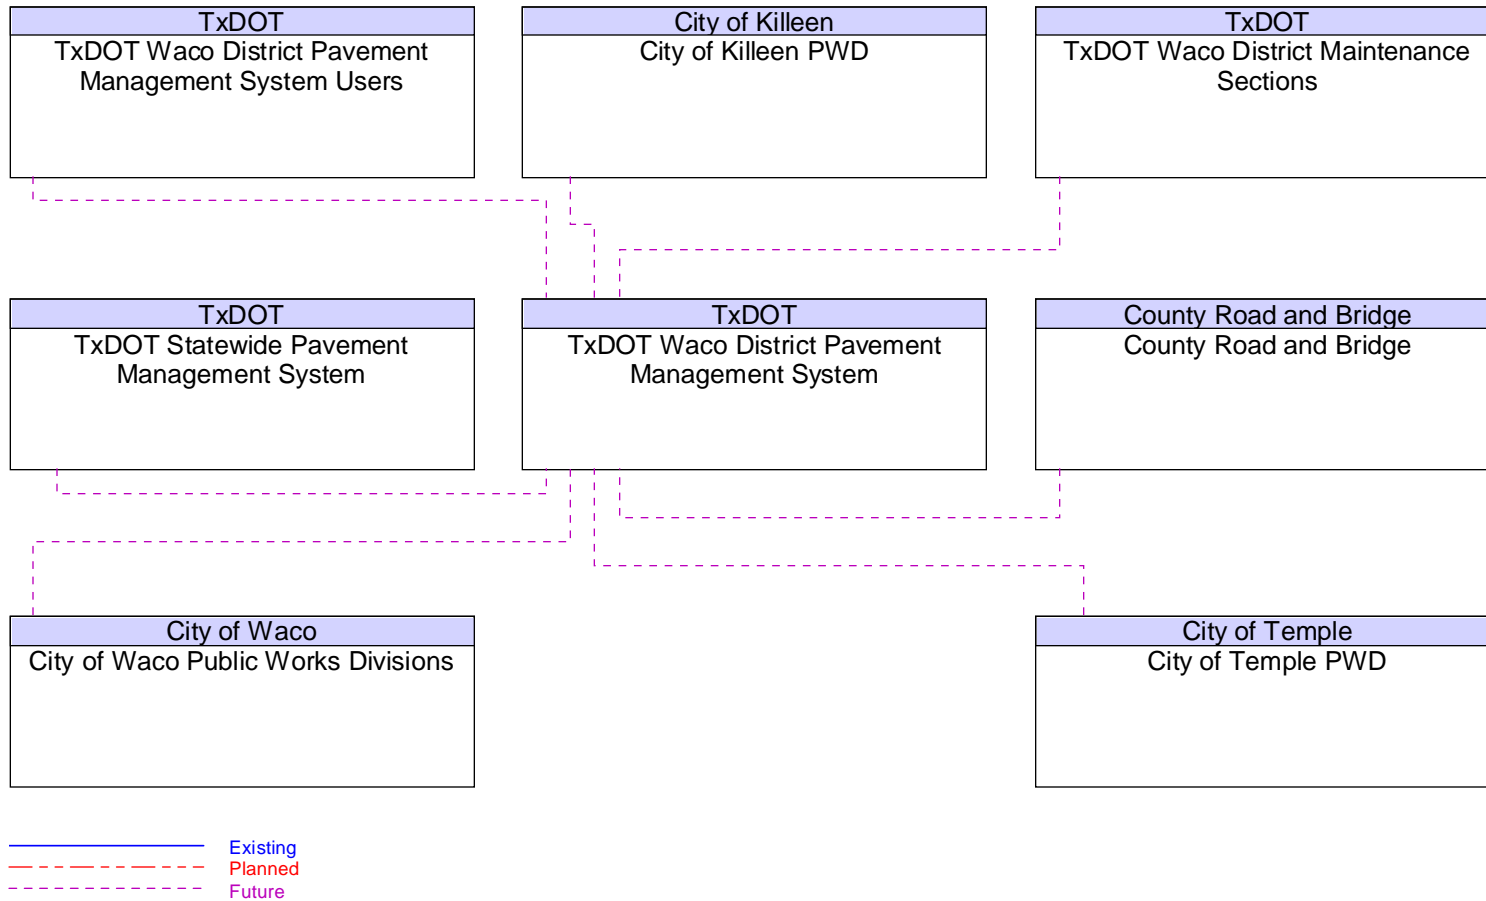 TxDOT
TxDOT Waco District Pavement
Management System Users
City of Killeen
City of Killeen PWD
TxDOT
TxDOT Waco District Maintenance
Sections
TxDOT
TxDOT Statewide Pavement
Management System
TxDOT
TxDOT Waco District Pavement
Management System
County Road and Bridge
County Road and Bridge
City of Waco
City of Waco Public Works Divisions
City of Temple
City of Temple PWD
Existing
Planned
Future